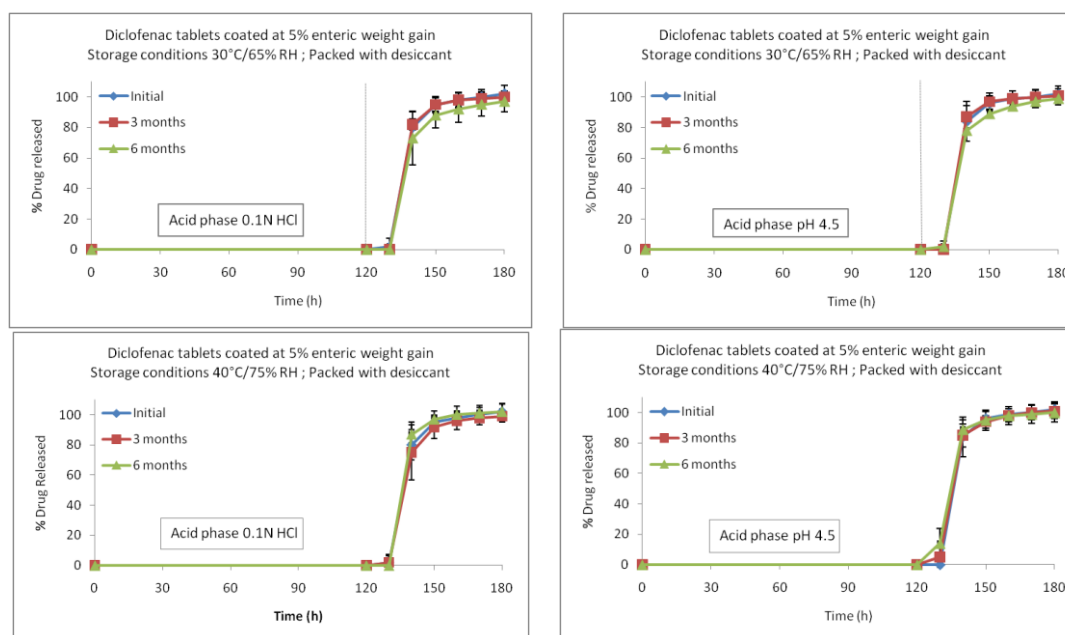 Diclofenac tablets coated at 5% enteric weight gain
Storage conditions 30°C/65% RH ; Packed with desiccant
% Drug released
100
80
60
40
20
0
Initial
3 months
6 months
Acid phase 0.1N HCl
0
30
60
90
120
150
180
Time (h)
Diclofenac tablets coated at 5% enteric weight gain
Storage conditions 30°C/65% RH ; Packed with desiccant
% Drug released
100
80
60
40
20
0
Initial
3 months
6 months
Acid phase pH 4.5
0
30
60
90
120
150
180
Time (h)
Diclofenac tablets coated at 5% enteric weight gain
Storage conditions 40°C/75% RH ; Packed with desiccant
% Drug Released
100
80
60
40
20
0
Initial
3 months
6 months
Acid phase 0.1N HCl
0
30
60
90
120
150
180
Time (h)
Diclofenac tablets coated at 5% enteric weight gain
Storage conditions 40°C/75% RH ; Packed with desiccant
% Drug released
100
80
60
40
20
0
Initial
3 months
6 months
Acid phase pH 4.5
0
30
60
90
120
150
180
Time (h)